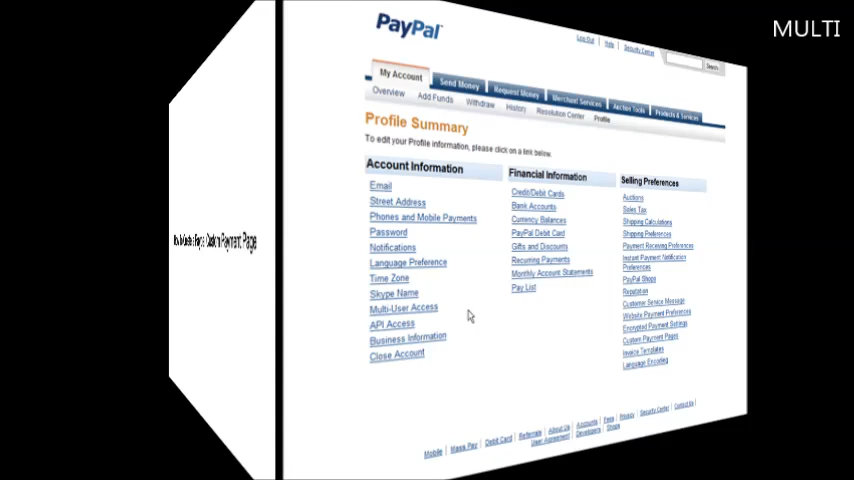 MULTI
PayPal
Log Out | Help | Security Center
Search
My Account
Send Money
Request Money
Merchant Services
Auction Tools
Products & Services
Overview
Add Funds
Withdraw
History
Resolution Center
Profile
Profile Summary
To edit your Profile information, please click on a link below.
Account Information
Email
Street Address
Phones and Mobile Payments
Password
Notifications
Language Preference
Time Zone
Skype Name
Multi-User Access
API Access
Business Information
Close Account
Financial Information
Credit/Debit Cards
Bank Accounts
Currency Balances
PayPal Debit Card
Gifts and Discounts
Recurring Payments
Monthly Account Statements
Pay List
Selling Preferences
Auctions
Sales Tax
Shipping Calculations
Shipping Preferences
Payment Receiving Preferences
Instant Payment Notification
Preferences
PayPal Shops
Reputation
Customer Service Message
Website Payment Preferences
Encrypted Payment Settings
Custom Payment Pages
Invoice Templates
Language Encoding
Custom Payment Page
Mobile | Mass Pay | Debit Card | Referrals | About Us | Accounts | Fees | Privacy | Security Center | Contact Us
User Agreement | Developers | Shops